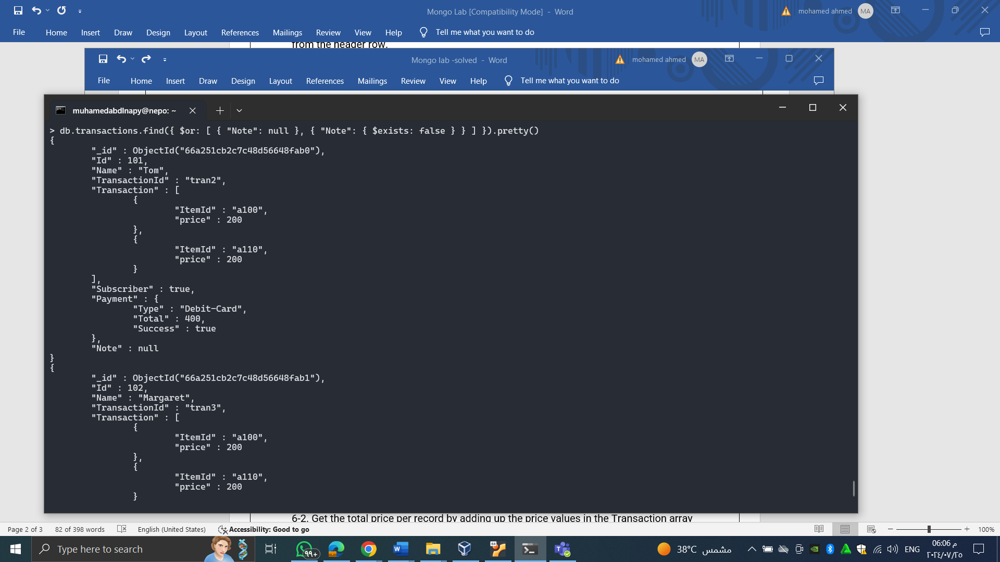 Mongo Lab [Compatibility Mode] - Word
mohamed ahmed MA
File Home Insert Draw Design Layout References Mailings Review View Help Tell me what you want to do
from the header row.
Mongo lab -solved - Word
mohamed ahmed MA
File Home Insert Draw Design Layout References Mailings Review View Help Tell me what you want to do
muhamedabdlnapy@nepo: ~
> db.transactions.find({ $or: [ { "Note": null }, { "Note": { $exists: false } } ] }).pretty()
{
"_id" : ObjectId("66a251cb2c7c48d56648fab0"),
"Id" : 101,
"Name" : "Tom",
"TransactionId" : "tran2",
"Transaction" : [
{
"ItemId" : "a100",
"price" : 200
},
{
"ItemId" : "a110",
"price" : 200
}
],
"Subscriber" : true,
"Payment" : {
"Type" : "Debit-Card",
"Total" : 400,
"Success" : true
},
"Note" : null
}
{
"_id" : ObjectId("66a251cb2c7c48d56648fab1"),
"Id" : 102,
"Name" : "Margaret",
"TransactionId" : "tran3",
"Transaction" : [
{
"ItemId" : "a100",
"price" : 200
},
{
"ItemId" : "a110",
"price" : 200
}
6-2. Get the total price per record by adding up the price values in the Transaction array
Page 2 of 3 82 of 398 words English (United States) Accessibility: Good to go 100%
Type here to search
٩٩+
64
38°C مشمس
ENG
06:06 م
٢٠٢٤/٠٧/٢٥